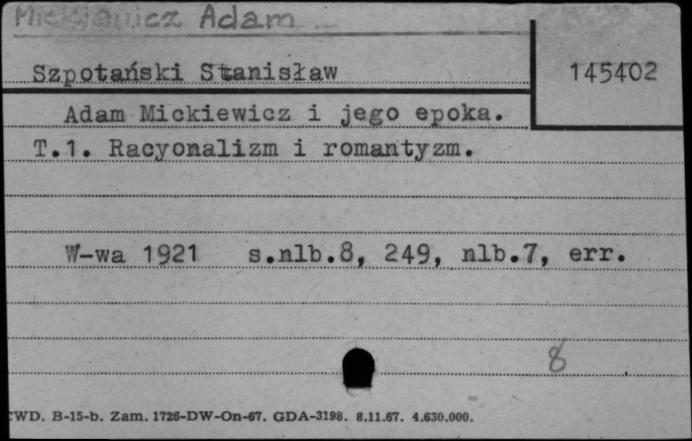 Mickiewicz Adam
Szpotański Stanisław
145402
Adam Mickiewicz i jego epoka.
T.1. Racyonalizm i romantyzm.
W-wa 1921 s.nlb.8, 249, nlb.7, err.
8
WD. B-15-b. Zam. 1726-DW-On-67. GDA-3198. 8.11.67. 4.630.000.